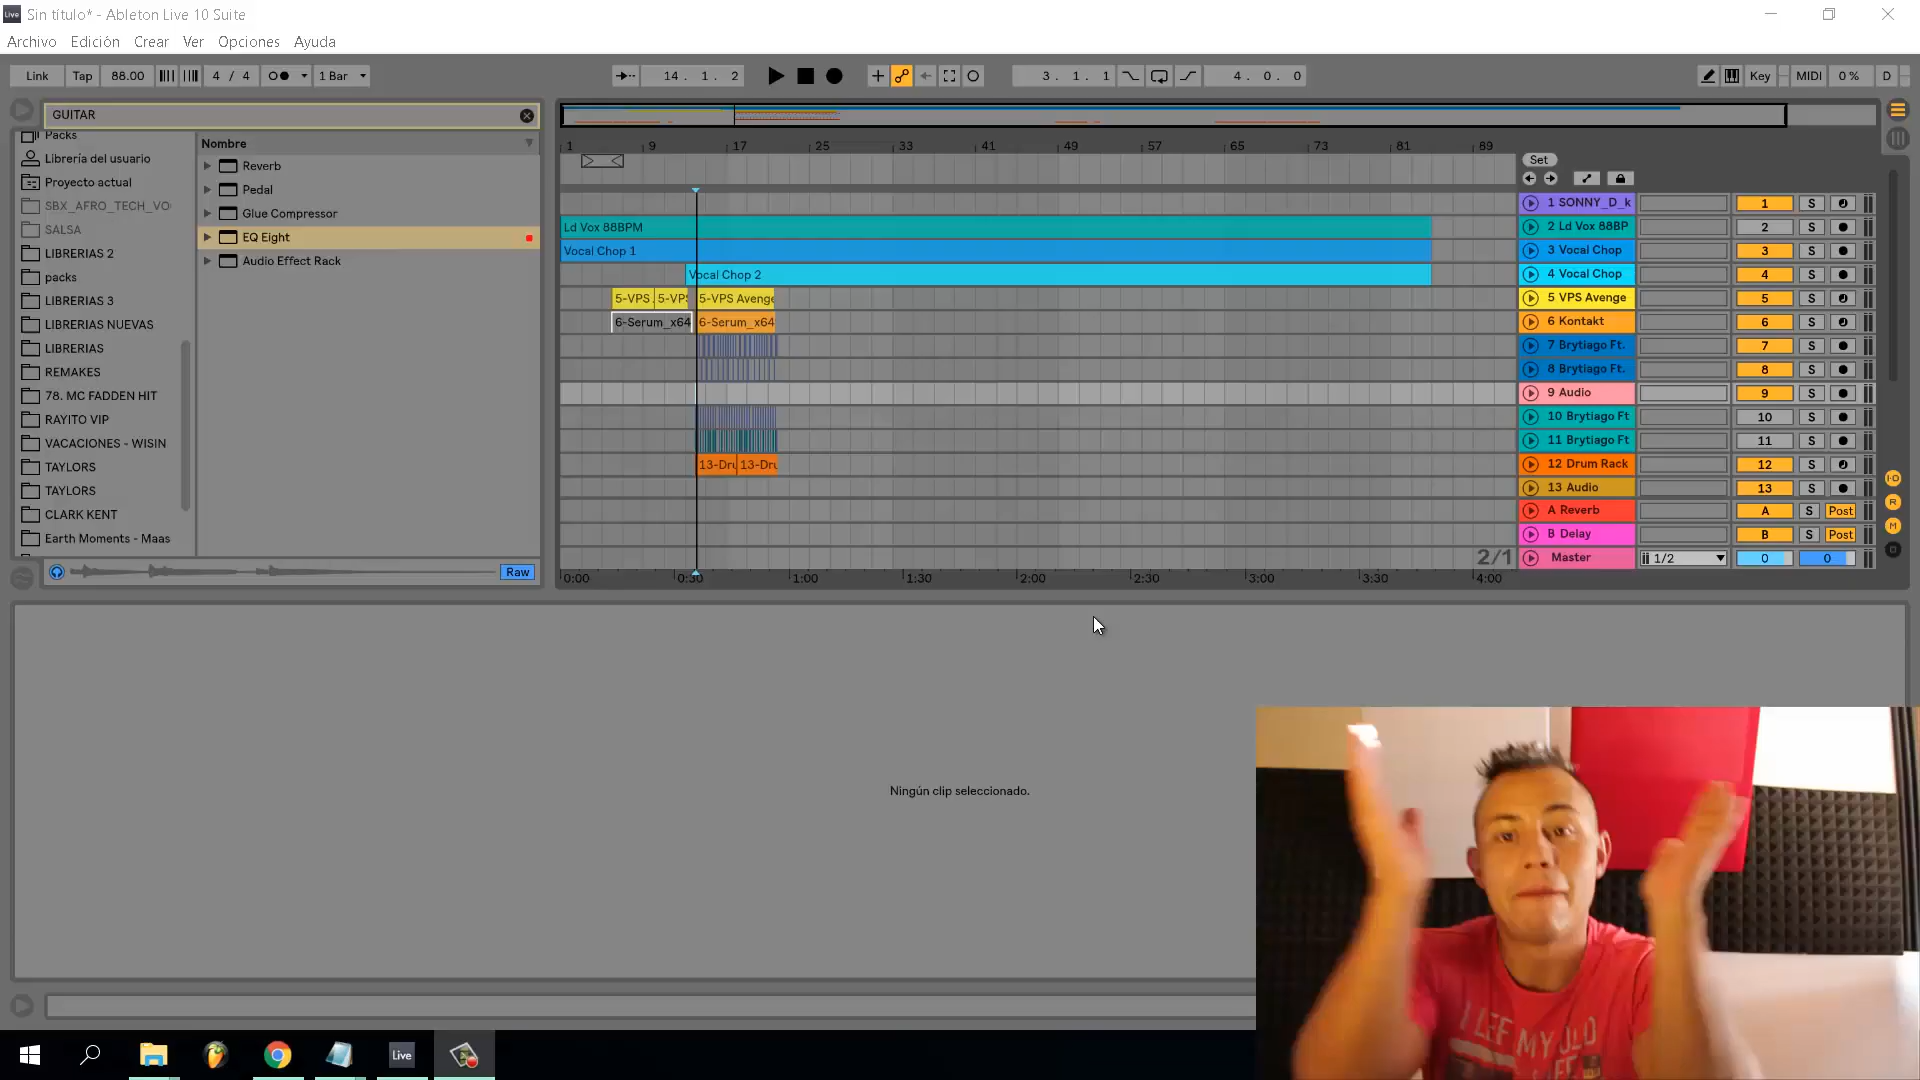 Live
Sin título* - Ableton Live 10 Suite
Archivo Edición Crear Ver Opciones Ayuda
Link Tap 88.00 4 / 4 1 Bar 14 . 1 . 2 3 . 1 . 1 4 . 0 . 0 Key MIDI 0 % D
GUITAR
Packs
Librería del usuario
Proyecto actual
SBX_AFRO_TECH_VO
SALSA
LIBRERIAS 2
packs
LIBRERIAS 3
LIBRERIAS NUEVAS
LIBRERIAS
REMAKES
78. MC FADDEN HIT
RAYITO VIP
VACACIONES - WISIN
TAYLORS
TAYLORS
CLARK KENT
Earth Moments - Maas
Nombre
Reverb
Pedal
Glue Compressor
EQ Eight
Audio Effect Rack
Raw
1 9 17 25 33 41 49 57 65 73 81 89
Set
Ld Vox 88BPM
Vocal Chop 1
Vocal Chop 2
5-VPS 5-VPS 5-VPS Avenge
6-Serum_x64 6-Serum_x64
13-Dru 13-Dru
1 SONNY_D_k 1 S
2 Ld Vox 88BP 2 S
3 Vocal Chop 3 S
4 Vocal Chop 4 S
5 VPS Avenge 5 S
6 Kontakt 6 S
7 Brytiago Ft. 7 S
8 Brytiago Ft. 8 S
9 Audio 9 S
10 Brytiago Ft 10 S
11 Brytiago Ft 11 S
12 Drum Rack 12 S
13 Audio 13 S
A Reverb A S Post
B Delay B S Post
Master 1/2 0 0
2/1
0:00 0:30 1:00 1:30 2:00 2:30 3:00 3:30 4:00
I·O
R
M
D
Ningún clip seleccionado.
I LEFT MY OLD
LIFE
Live